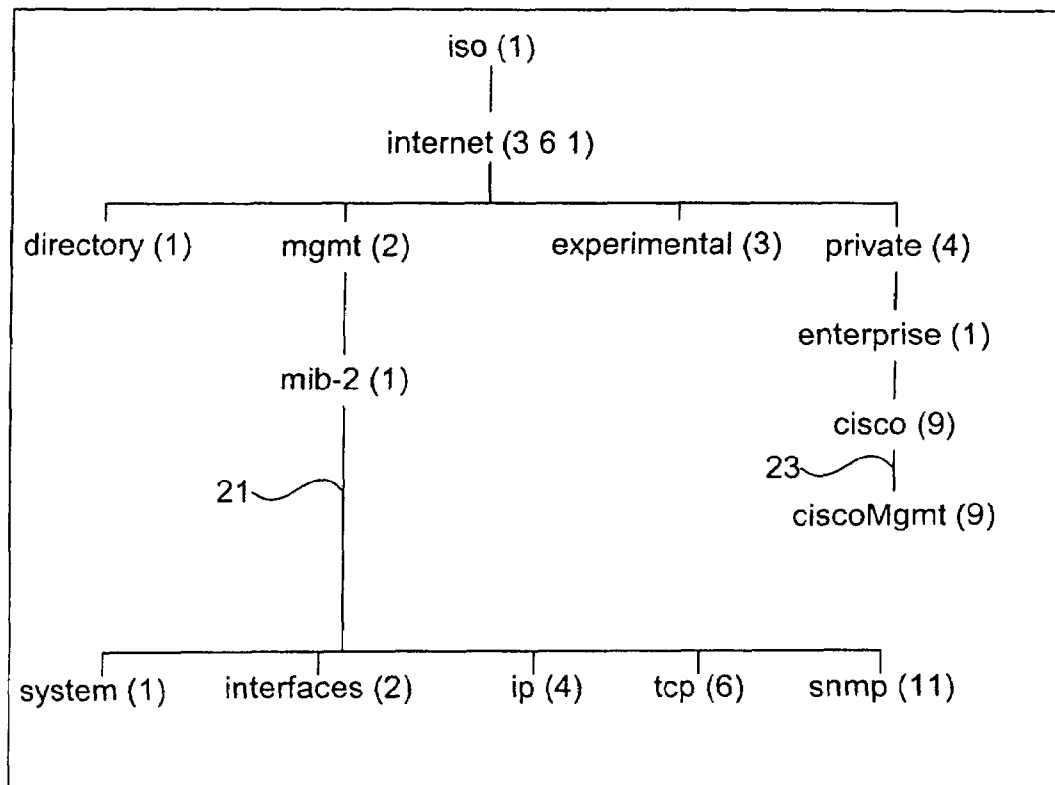 iso (1)
internet (3 6 1)
directory (1) mgmt (2) experimental (3) private (4)
enterprise (1)
mib-2 (1)
cisco (9)
23
21
ciscoMgmt (9)
system (1) interfaces (2) ip (4) tcp (6) snmp (11)